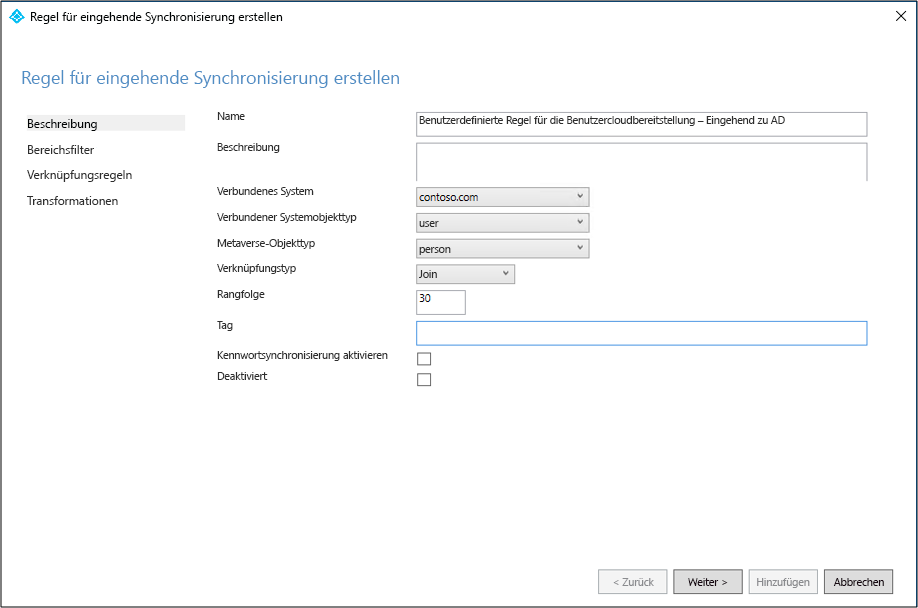 Regel für eingehende Synchronisierung erstellen
Regel für eingehende Synchronisierung erstellen
Beschreibung
Bereichsfilter
Verknüpfungsregeln
Transformationen
Name
Benutzerdefinierte Regel für die Benutzercloudbereitstellung – Eingehend zu AD
Beschreibung
Verbundenes System
contoso.com
Verbundener Systemobjekttyp
user
Metaverse-Objekttyp
person
Verknüpfungstyp
Join
Rangfolge
30
Tag
Kennwortsynchronisierung aktivieren
Deaktiviert
< Zurück
Weiter >
Hinzufügen
Abbrechen